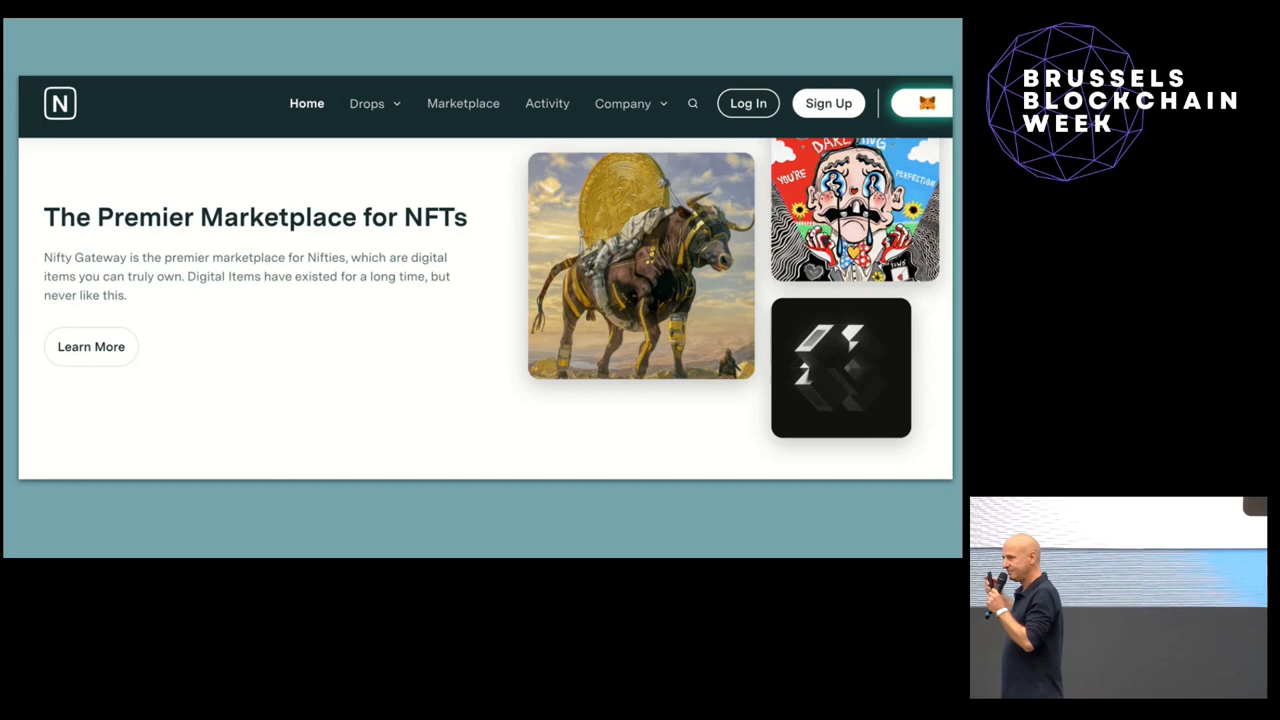 N
Home
Drops
Marketplace
Activity
Company
Log In
Sign Up
The Premier Marketplace for NFTs
Nifty Gateway is the premier marketplace for Nifties, which are digital
items you can truly own. Digital Items have existed for a long time, but
never like this.
Learn More
DARLING
YOU'RE
PERFECTION
BRUSSELS
BLOCKCHAIN
WEEK